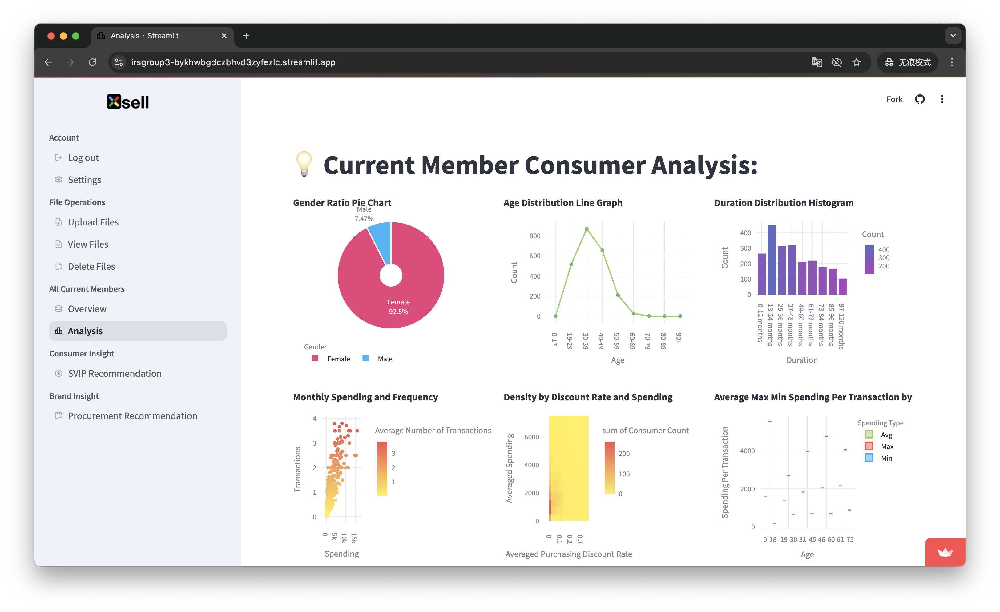 Analysis · Streamlit
irsgroup3-bykhwbgdczbhvd3zyfezlc.streamlit.app
无痕模式
Xsell
Fork
Account
Log out
Settings
File Operations
Upload Files
View Files
Delete Files
All Current Members
Overview
Analysis
Consumer Insight
SVIP Recommendation
Brand Insight
Procurement Recommendation
Current Member Consumer Analysis:
Gender Ratio Pie Chart
Male
7.47%
Female
92.5%
Gender
Female
Male
Age Distribution Line Graph
Count
800
600
400
200
0
0-17
18-29
30-39
40-49
50-59
60-69
70-79
80-89
90+
Age
Duration Distribution Histogram
Count
400
300
200
100
0
0-12 months
13-24 months
25-36 months
37-48 months
49-60 months
61-72 months
73-84 months
85-96 months
97-120 months
Duration
Count
400
300
200
Monthly Spending and Frequency
Transactions
4
3
2
1
0
0
5k
10k
15k
Spending
Average Number of Transactions
3
2
1
Density by Discount Rate and Spending
Averaged Spending
6000
4000
2000
0
0
0.1
0.2
0.3
Averaged Purchasing Discount Rate
sum of Consumer Count
200
100
0
Average Max Min Spending Per Transaction by
Spending Per Transaction
4000
2000
0
0-18 19-30 31-45 46-60 61-75
Age
Spending Type
Avg
Max
Min